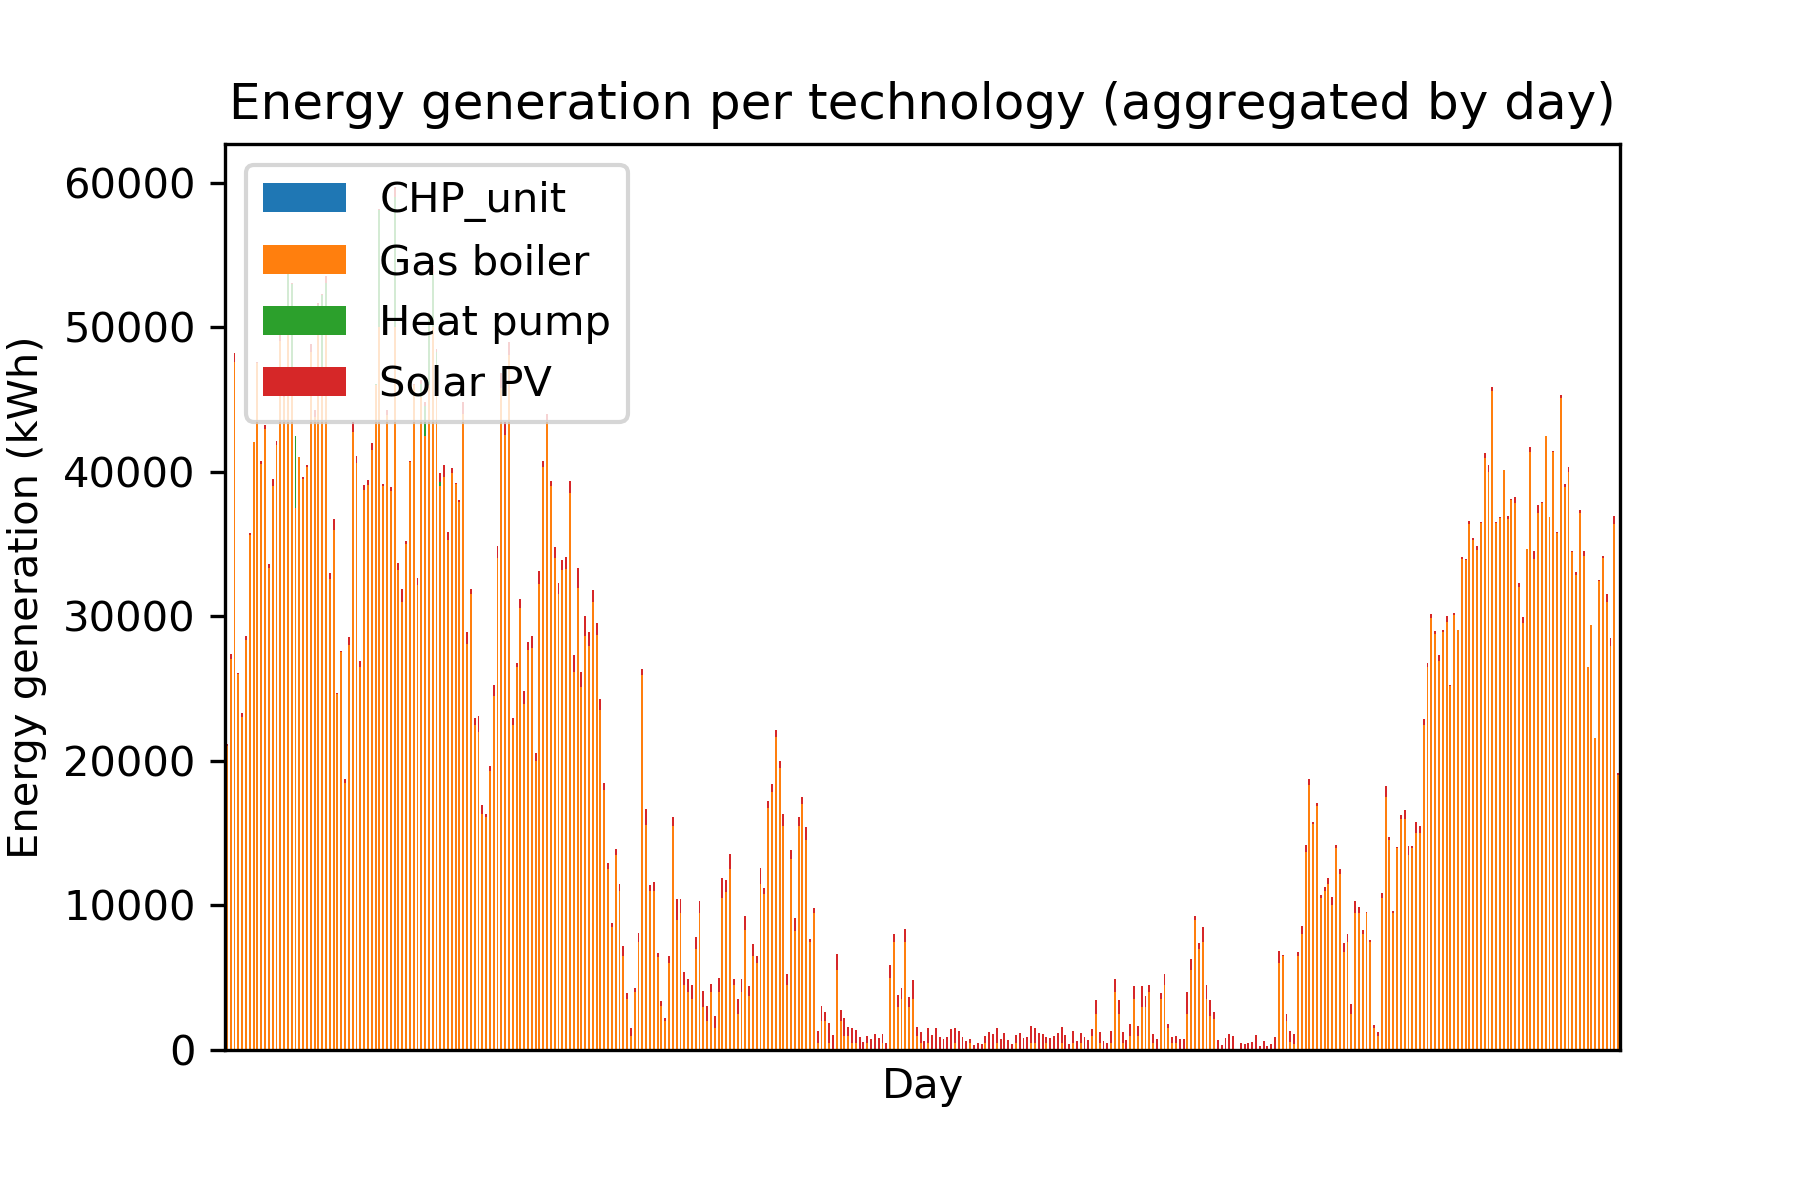 Energy generation per technology (aggregated by day)
Energy generation (kWh)
60000
50000
40000
30000
20000
10000
0
CHP_unit
Gas boiler
Heat pump
Solar PV
Day